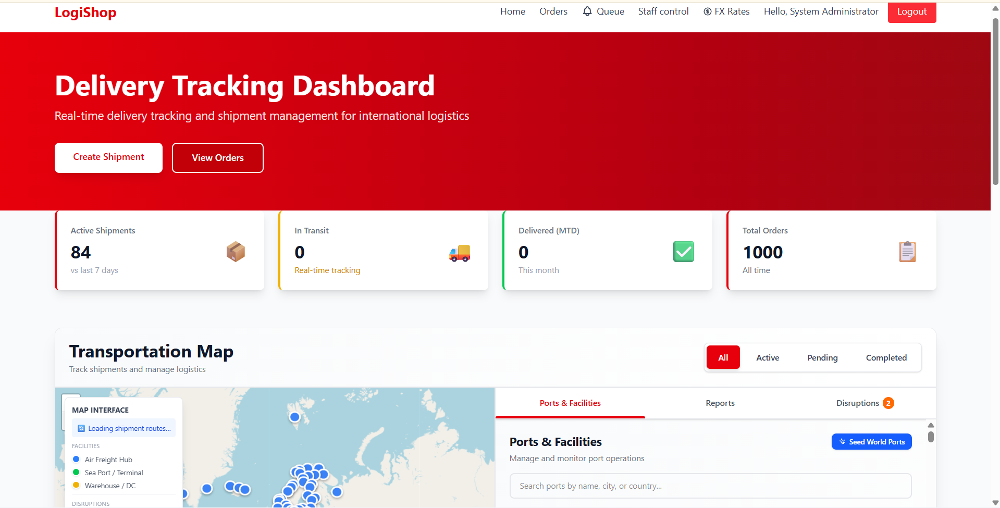 LogiShop
Home
Orders
Queue
Staff control
FX Rates
Hello, System Administrator
Logout
Delivery Tracking Dashboard
Real-time delivery tracking and shipment management for international logistics
Create Shipment
View Orders
Active Shipments
84
vs last 7 days
In Transit
0
Real-time tracking
Delivered (MTD)
0
This month
Total Orders
1000
All time
Transportation Map
Track shipments and manage logistics
All
Active
Pending
Completed
MAP INTERFACE
Loading shipment routes...
FACILITIES
Air Freight Hub
Sea Port / Terminal
Warehouse / DC
DISRUPTIONS
Ports & Facilities
Reports
Disruptions 2
Ports & Facilities
Manage and monitor port operations
Seed World Ports
Search ports by name, city, or country...